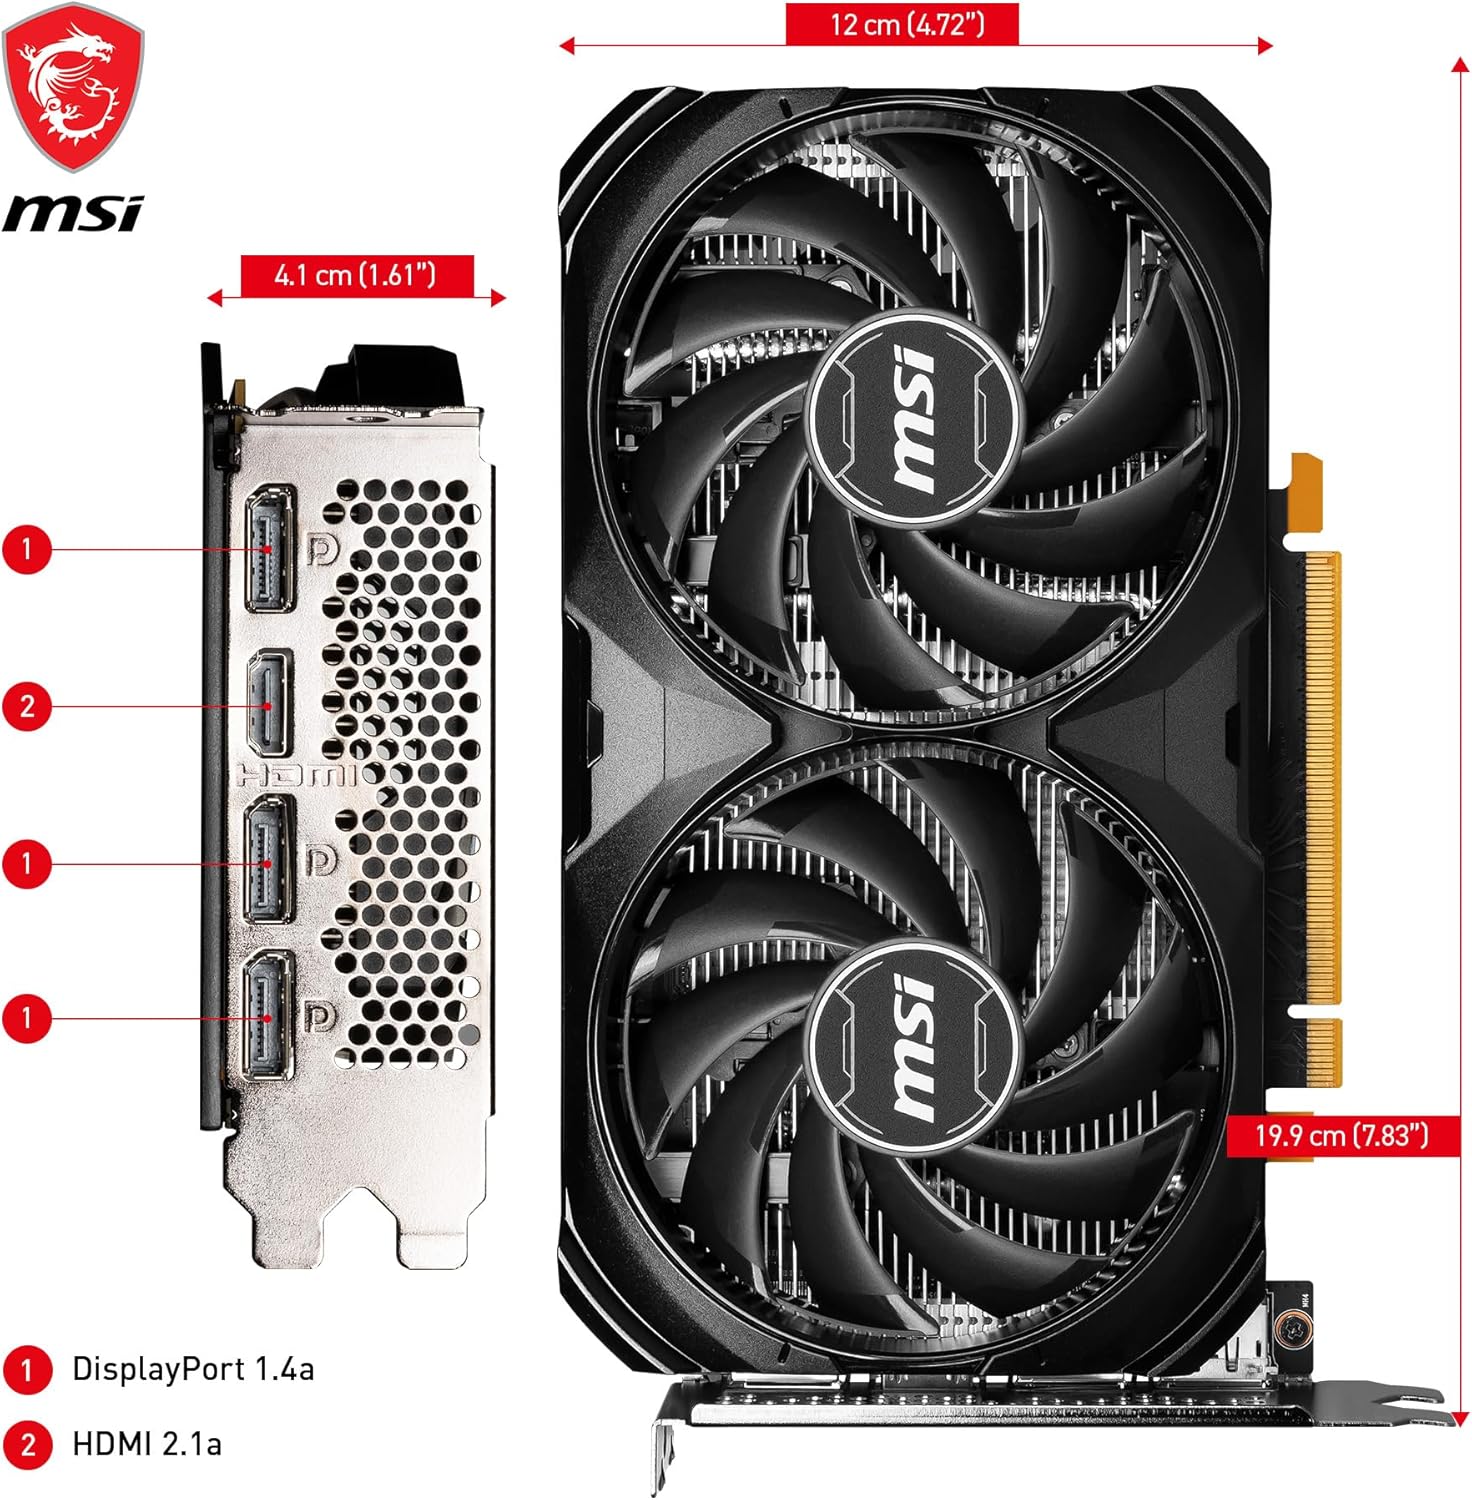 12 cm (4.72”)
msi
4.1 cm (1.61”)
msi
1
2
HDMI
1
1
msi
19.9 cm (7.83”)
MH4
1 DisplayPort 1.4a
2 HDMI 2.1a